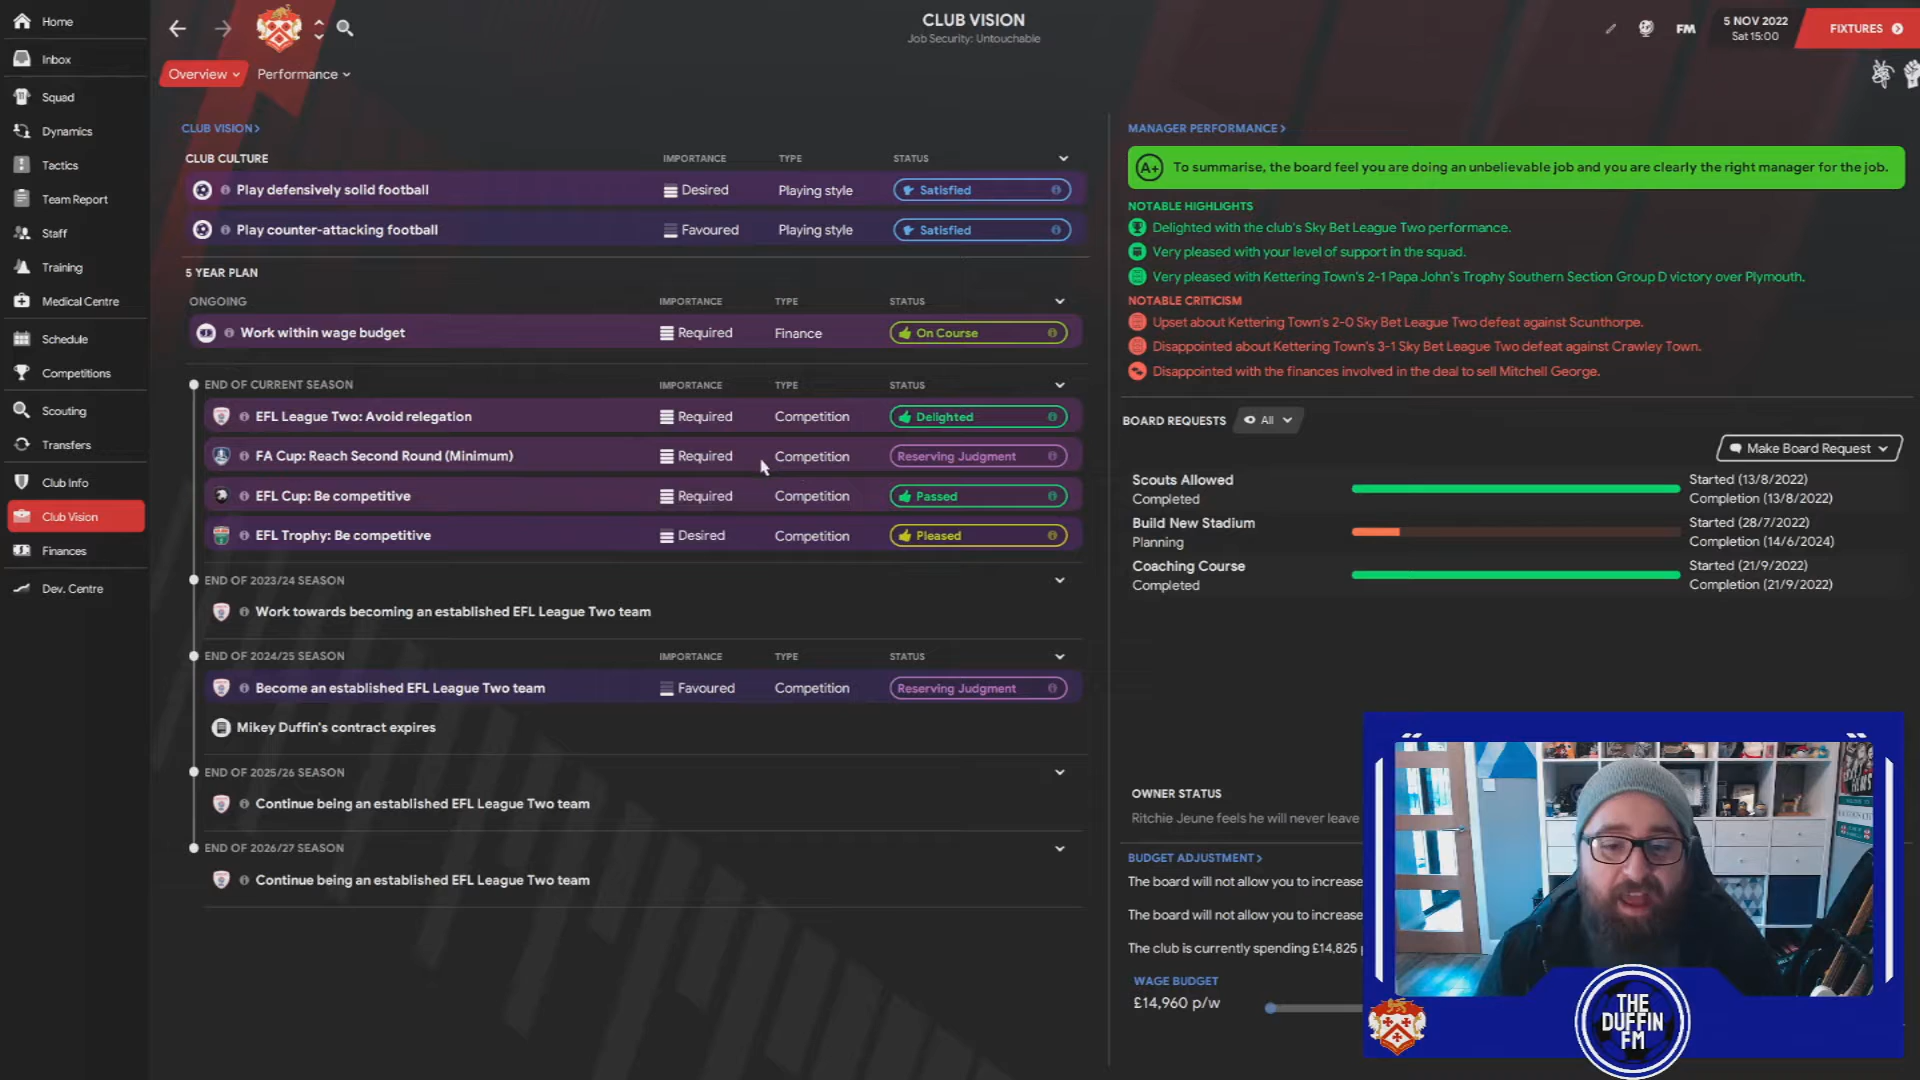 Home
Inbox
Squad
Dynamics
Tactics
Team Report
Staff
Training
Medical Centre
Schedule
Competitions
Scouting
Transfers
Club Info
Club Vision
Finances
Dev. Centre
CLUB VISION
Job Security: Untouchable
FM
5 NOV 2022
Sat 15:00
FIXTURES
Overview
Performance
CLUB VISION >
CLUB CULTURE IMPORTANCE TYPE STATUS
Play defensively solid football Desired Playing style Satisfied
Play counter-attacking football Favoured Playing style Satisfied
5 YEAR PLAN
ONGOING IMPORTANCE TYPE STATUS
Work within wage budget Required Finance On Course
END OF CURRENT SEASON IMPORTANCE TYPE STATUS
EFL League Two: Avoid relegation Required Competition Delighted
FA Cup: Reach Second Round (Minimum) Required Competition Reserving Judgment
EFL Cup: Be competitive Required Competition Passed
EFL Trophy: Be competitive Desired Competition Pleased
END OF 2023/24 SEASON
Work towards becoming an established EFL League Two team
END OF 2024/25 SEASON IMPORTANCE TYPE STATUS
Become an established EFL League Two team Favoured Competition Reserving Judgment
Mikey Duffin's contract expires
END OF 2025/26 SEASON
Continue being an established EFL League Two team
END OF 2026/27 SEASON
Continue being an established EFL League Two team
MANAGER PERFORMANCE >
A+ To summarise, the board feel you are doing an unbelievable job and you are clearly the right manager for the job.
NOTABLE HIGHLIGHTS
Delighted with the club's Sky Bet League Two performance.
Very pleased with your level of support in the squad.
Very pleased with Kettering Town's 2-1 Papa John's Trophy Southern Section Group D victory over Plymouth.
NOTABLE CRITICISM
Upset about Kettering Town's 2-0 Sky Bet League Two defeat against Scunthorpe.
Disappointed about Kettering Town's 3-1 Sky Bet League Two defeat against Crawley Town.
Disappointed with the finances involved in the deal to sell Mitchell George.
BOARD REQUESTS All
Make Board Request
Scouts Allowed Started (13/8/2022)
Completed Completion (13/8/2022)
Build New Stadium Started (28/7/2022)
Planning Completion (14/6/2024)
Coaching Course Started (21/9/2022)
Completed Completion (21/9/2022)
OWNER STATUS
Ritchie Jeune feels he will never leave
BUDGET ADJUSTMENT >
The board will not allow you to increase
The board will not allow you to increase
The club is currently spending £14,825
WAGE BUDGET
£14,960 p/w
THE
DUFFIN
FM